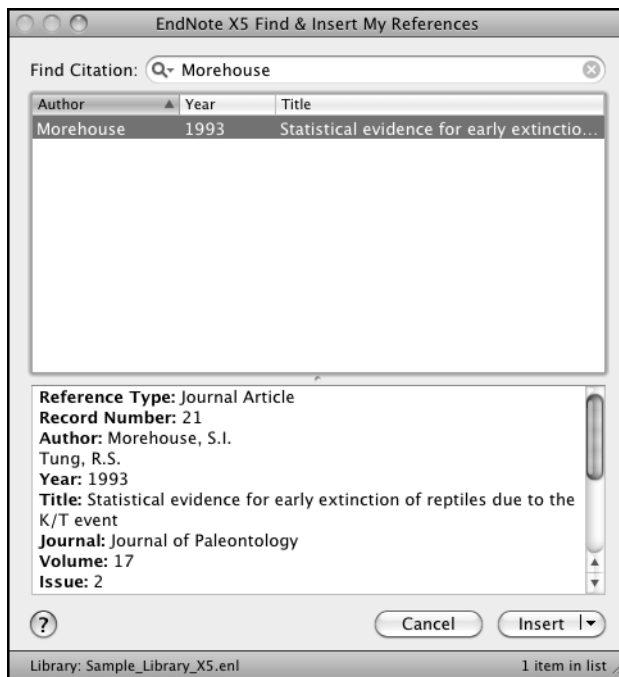 EndNote X5 Find & Insert My References
Find Citation: Morehouse
Author Year Title
Morehouse 1993 Statistical evidence for early extinctio...
Reference Type: Journal Article
Record Number: 21
Author: Morehouse, S.I.
Tung, R.S.
Year: 1993
Title: Statistical evidence for early extinction of reptiles due to the
K/T event
Journal: Journal of Paleontology
Volume: 17
Issue: 2
? Cancel Insert
Library: Sample_Library_X5.enl 1 item in list